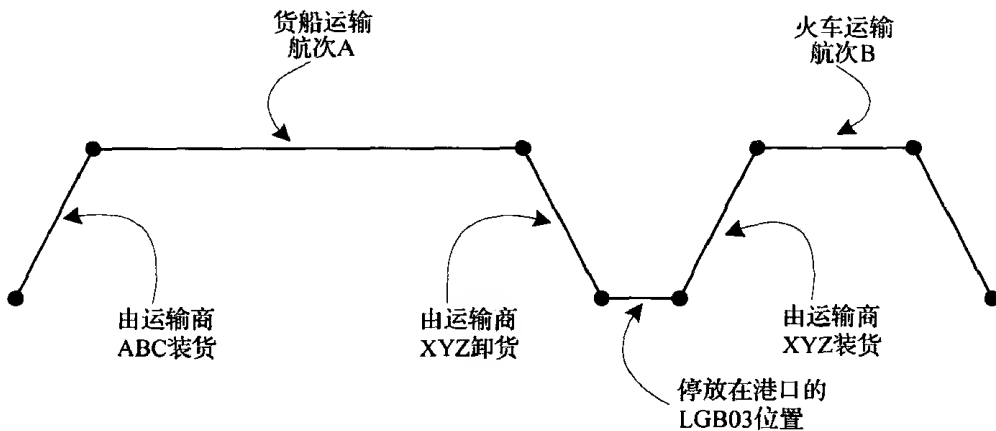 货船运输
航次A
火车运输
航次B
由运输商
ABC装货
由运输商
XYZ卸货
由运输商
XYZ装货
停放在港口的
LGB03位置